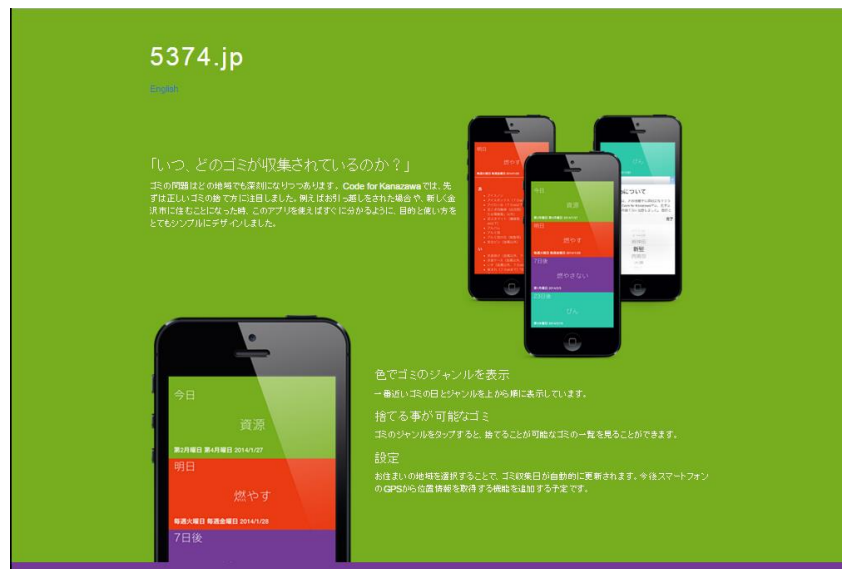 5374.jp
English
「いつ、どのゴミが収集されているのか？」
ゴミの問題はどの地域でも深刻になりつつあります。Code for Kanazawaでは、先
ずは正しいゴミの捨て方に注目しました。例えばお引っ越しをされた場合や、新しく金
沢市に住むことになった時、このアプリを使えばすぐに分かるように、目的と使い方を
とてもシンプルにデザインしました。
明日
燃やす
びん
今日
資源
明日
燃やす
7日後
燃やさない
23日後
びん
について
色でゴミのジャンルを表示
一番近いゴミの日とジャンルを上から順に表示しています。
捨てる事が可能なゴミ
ゴミのジャンルをタップすると、捨てることが可能なゴミの一覧を見ることができます。
設定
お住まいの地域を選択することで、ゴミ収集日が自動的に更新されます。今後スマートフォン
のGPSから位置情報を取得する機能を追加する予定です。
今日
資源
第2月曜日 第4月曜日 2014/1/27
明日
燃やす
毎週火曜日 毎週金曜日 2014/1/28
7日後